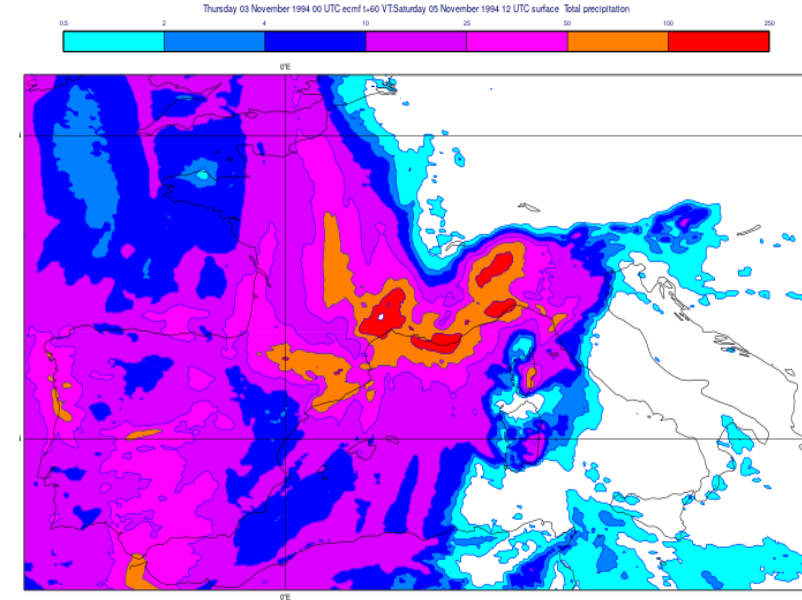 Thursday 03 November 1994 00 UTC ecmf t+60 VT:Saturday 05 November 1994 12 UTC surface Total precipitation
0.5 2 4 10 25 50 100 250
0°E
0°E